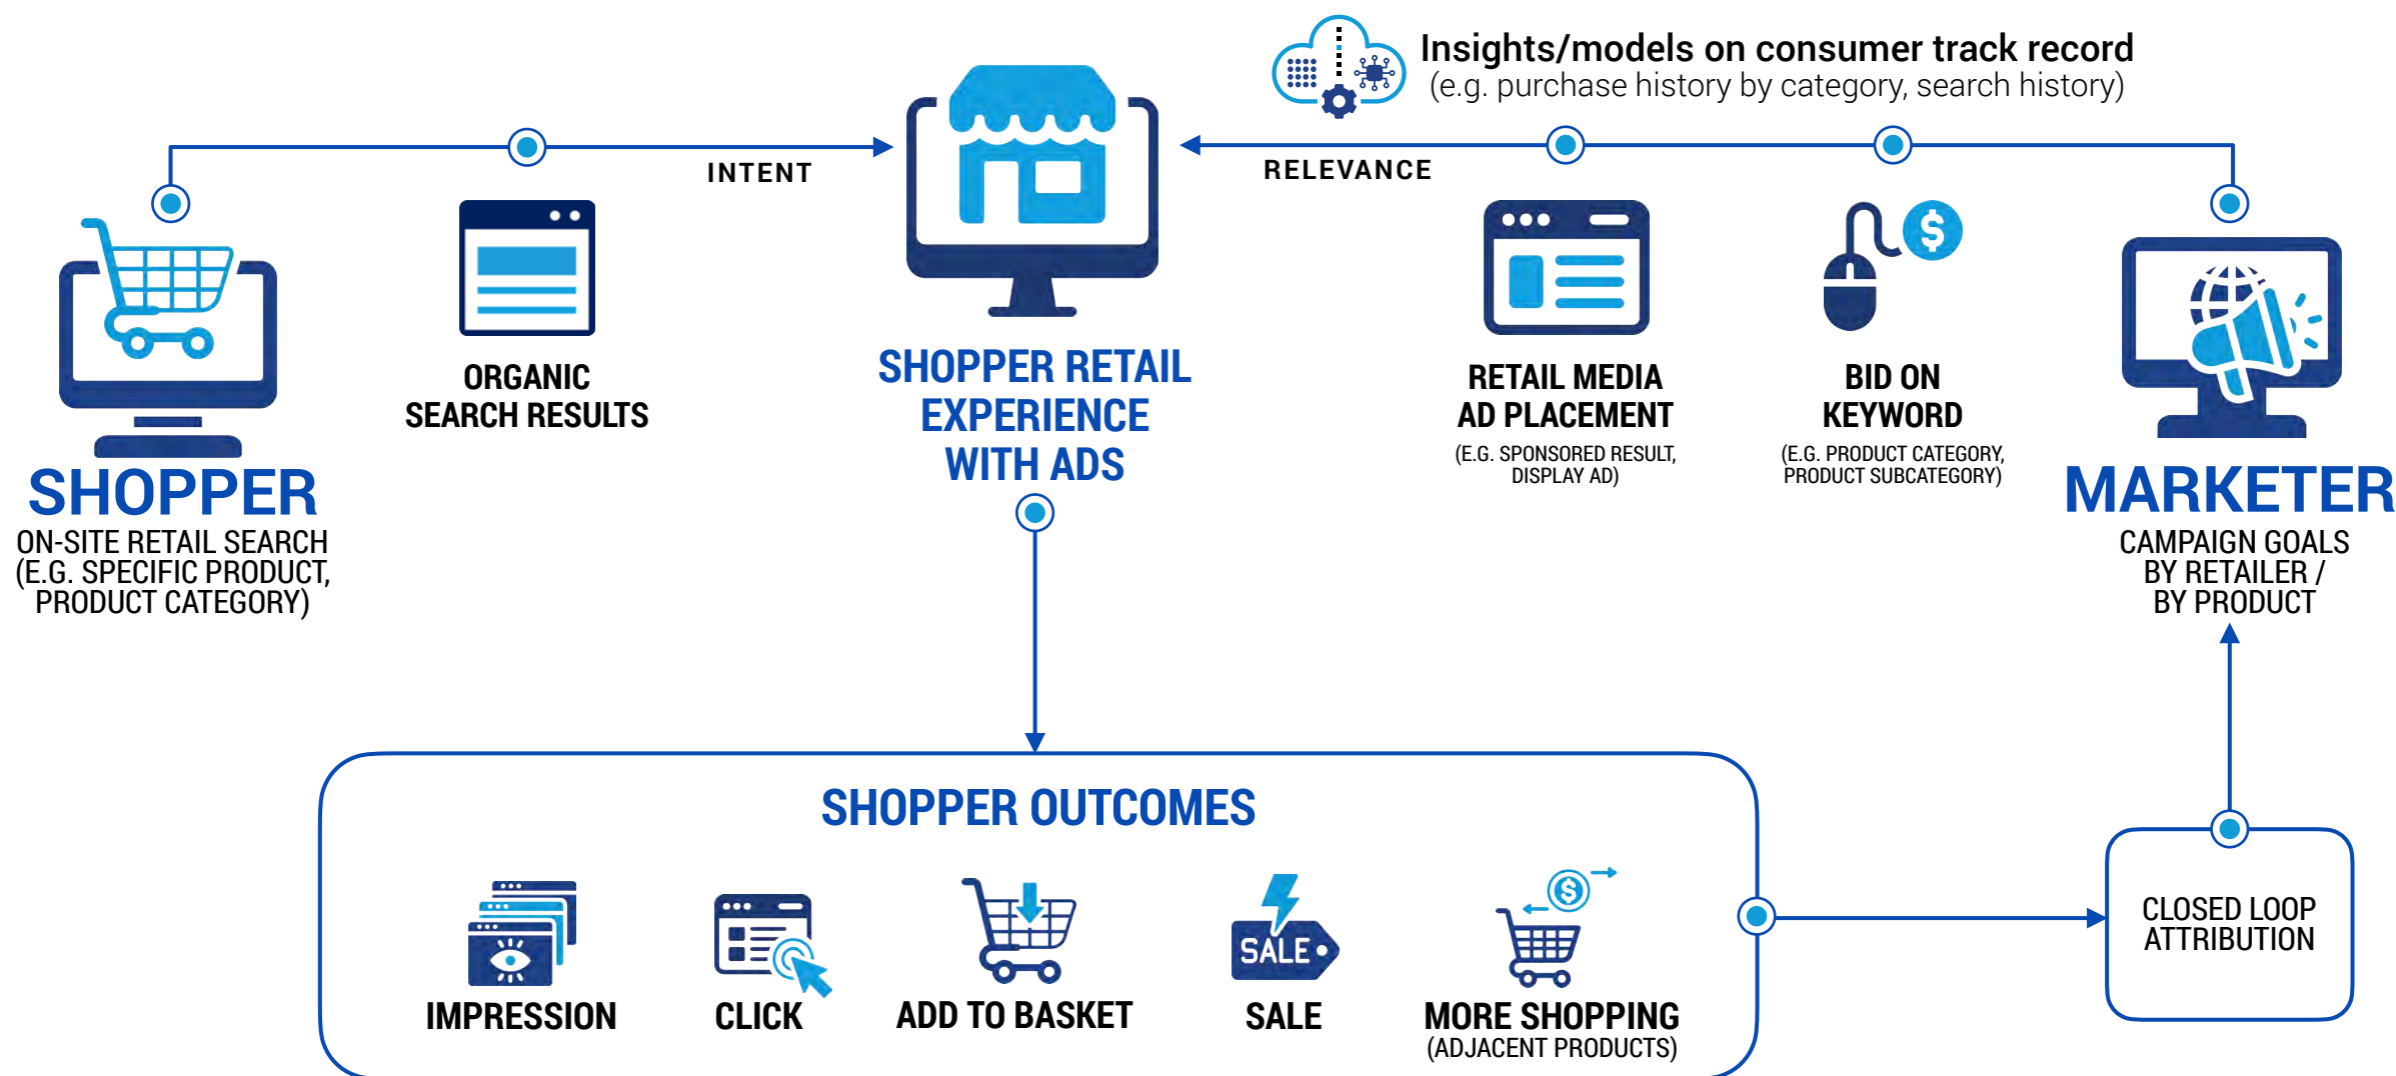 Insights/models on consumer track record
(e.g. purchase history by category, search history)
INTENT
RELEVANCE
SHOPPER
ON-SITE RETAIL SEARCH
(E.G. SPECIFIC PRODUCT,
PRODUCT CATEGORY)
ORGANIC
SEARCH RESULTS
SHOPPER RETAIL
EXPERIENCE
WITH ADS
RETAIL MEDIA
AD PLACEMENT
(E.G. SPONSORED RESULT,
DISPLAY AD)
$
BID ON
KEYWORD
(E.G. PRODUCT CATEGORY,
PRODUCT SUBCATEGORY)
MARKETER
CAMPAIGN GOALS
BY RETAILER /
BY PRODUCT
SHOPPER OUTCOMES
IMPRESSION
CLICK
ADD TO BASKET
SALE
SALE
$
MORE SHOPPING
(ADJACENT PRODUCTS)
CLOSED LOOP
ATTRIBUTION